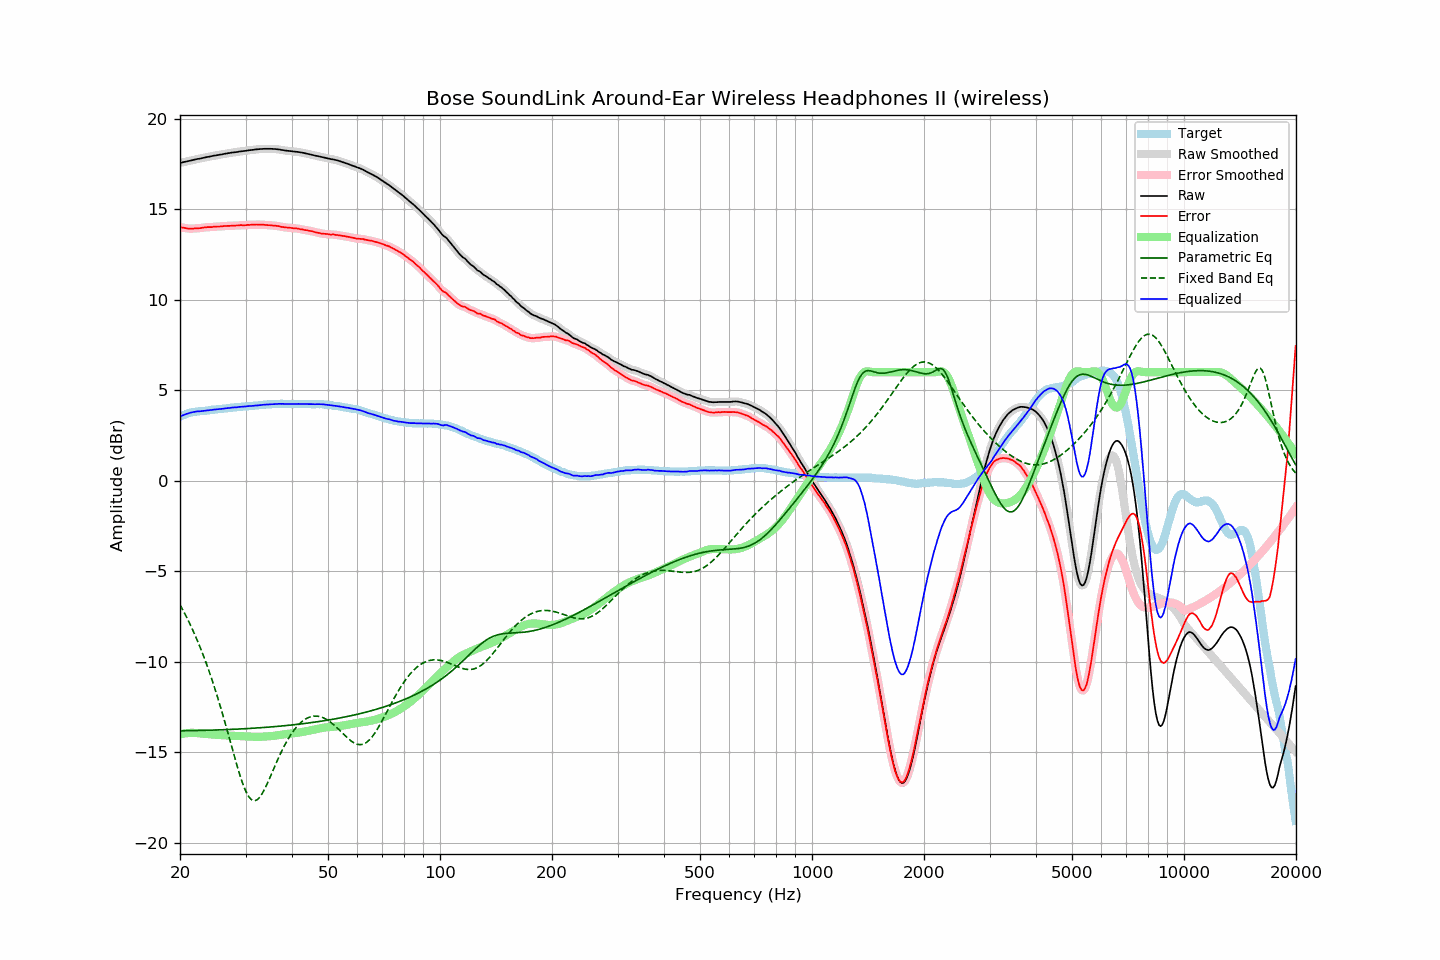 Bose SoundLink Around-Ear Wireless Headphones II (wireless)
Amplitude (dBr)
20
15
10
5
0
−5
−10
−15
−20
Target
Raw Smoothed
Error Smoothed
Raw
Error
Equalization
Parametric Eq
Fixed Band Eq
Equalized
20 50 100 200 500 1000 2000 5000 10000 20000
Frequency (Hz)